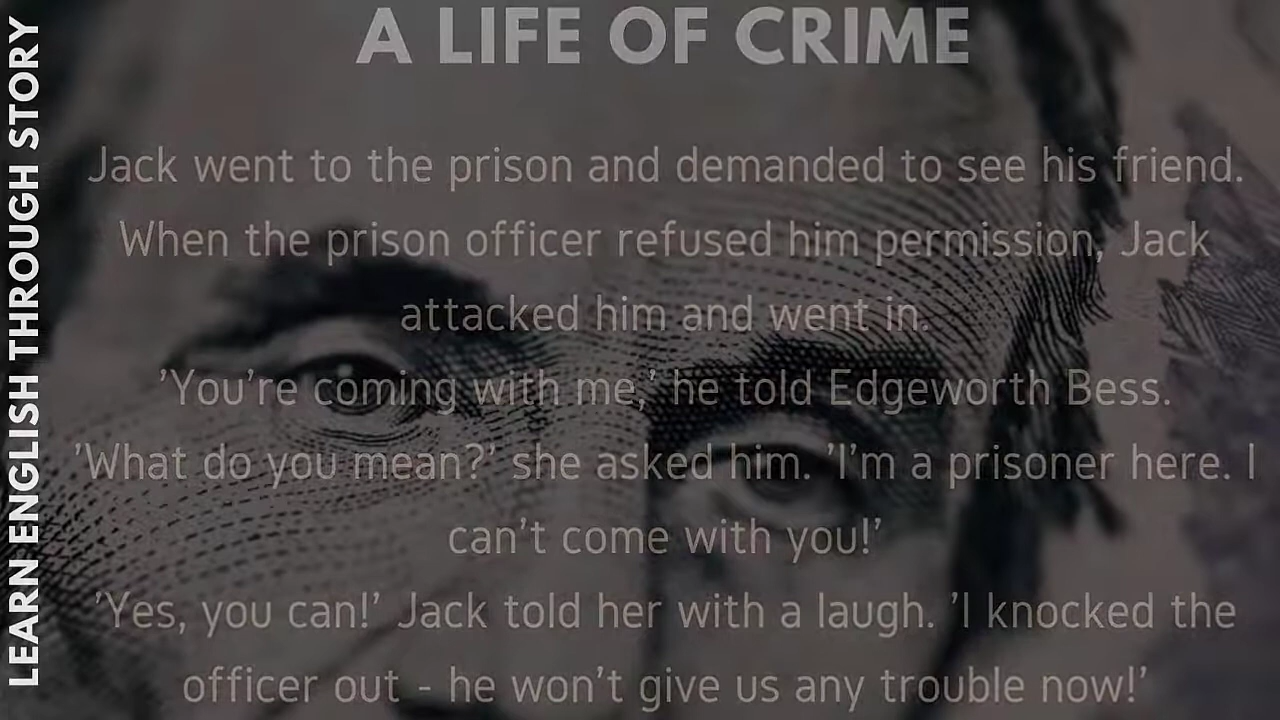 A LIFE OF CRIME
LEARN ENGLISH THROUGH STORY
Jack went to the prison and demanded to see his friend.
When the prison officer refused him permission, Jack
attacked him and went in.
'You're coming with me,' he told Edgeworth Bess.
'What do you mean?' she asked him. 'I'm a prisoner here. I
can't come with you!'
'Yes, you can!' Jack told her with a laugh. 'I knocked the
officer out - he won't give us any trouble now!'